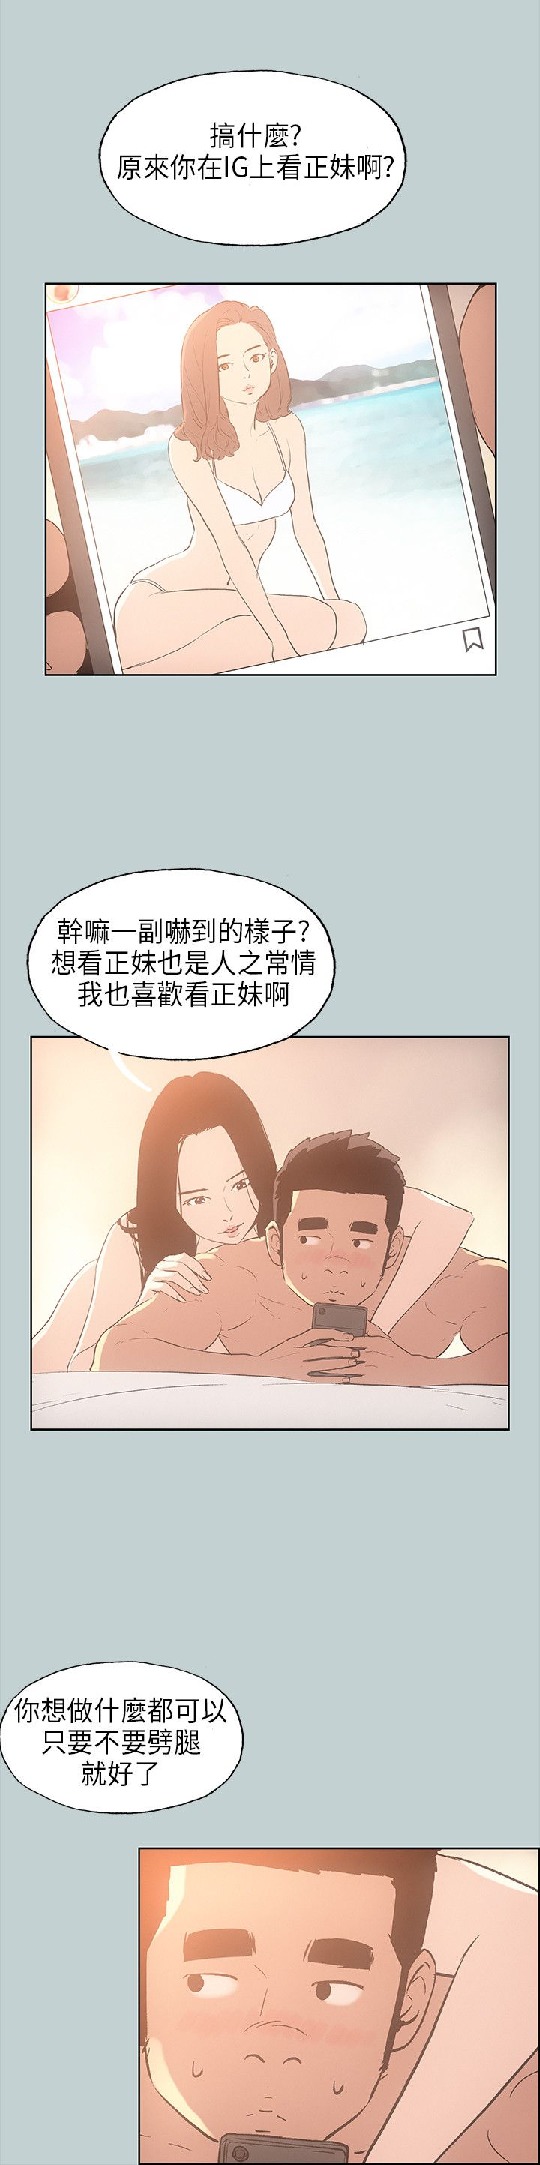 搞什麼?
原來你在IG上看正妹啊?
幹嘛一副嚇到的樣子?
想看正妹也是人之常情
我也喜歡看正妹啊
你想做什麼都可以
只要不要劈腿
就好了